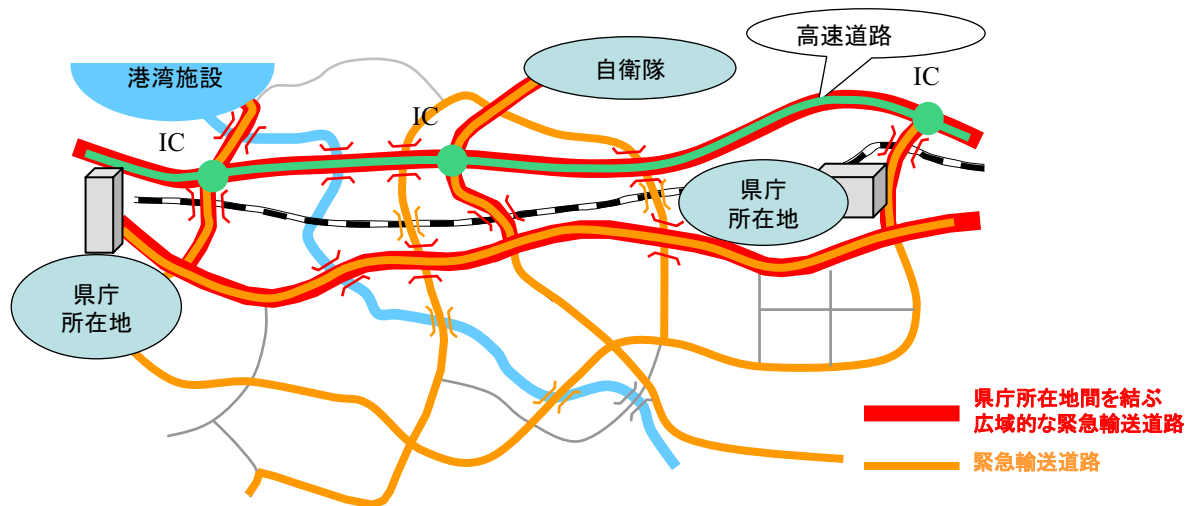 高速道路
自衛隊
港湾施設
IC
IC
IC
県庁
所在地
県庁
所在地
県庁所在地間を結ぶ
広域的な緊急輸送道路
緊急輸送道路